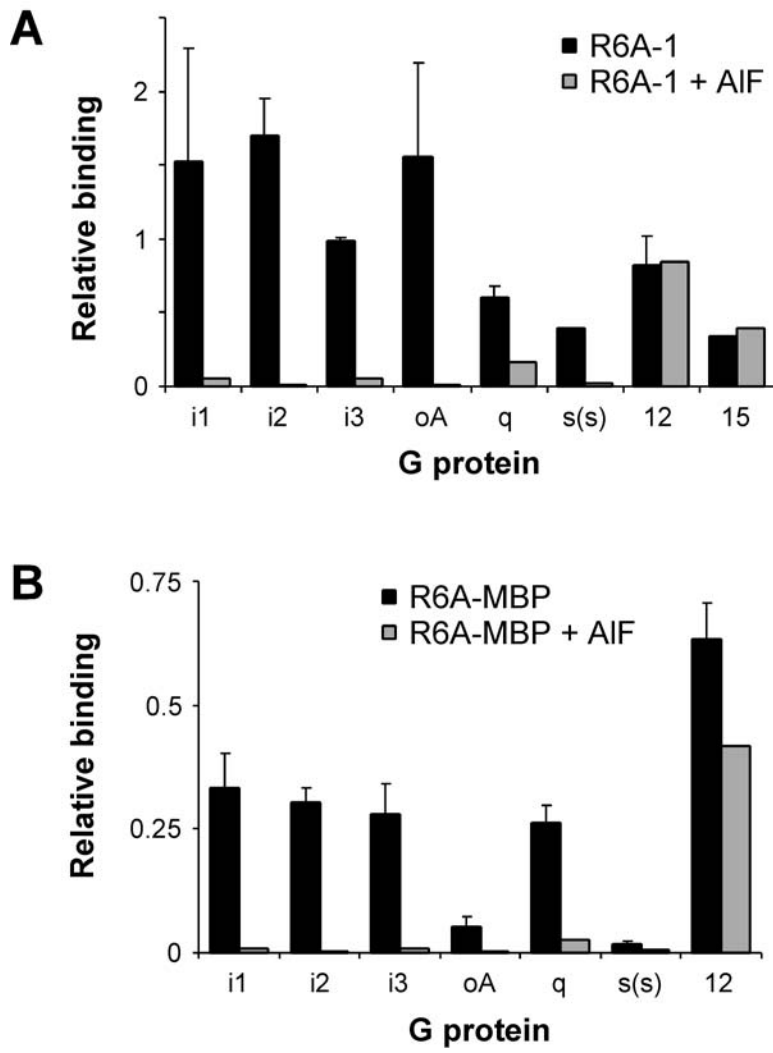 A
R6A-1
R6A-1 + AlF
2
1
0
Relative binding
i1 i2 i3 oA q s(s) 12 15
G protein
B
R6A-MBP
R6A-MBP + AlF
0.75
0.5
0.25
0
Relative binding
i1 i2 i3 oA q s(s) 12
G protein